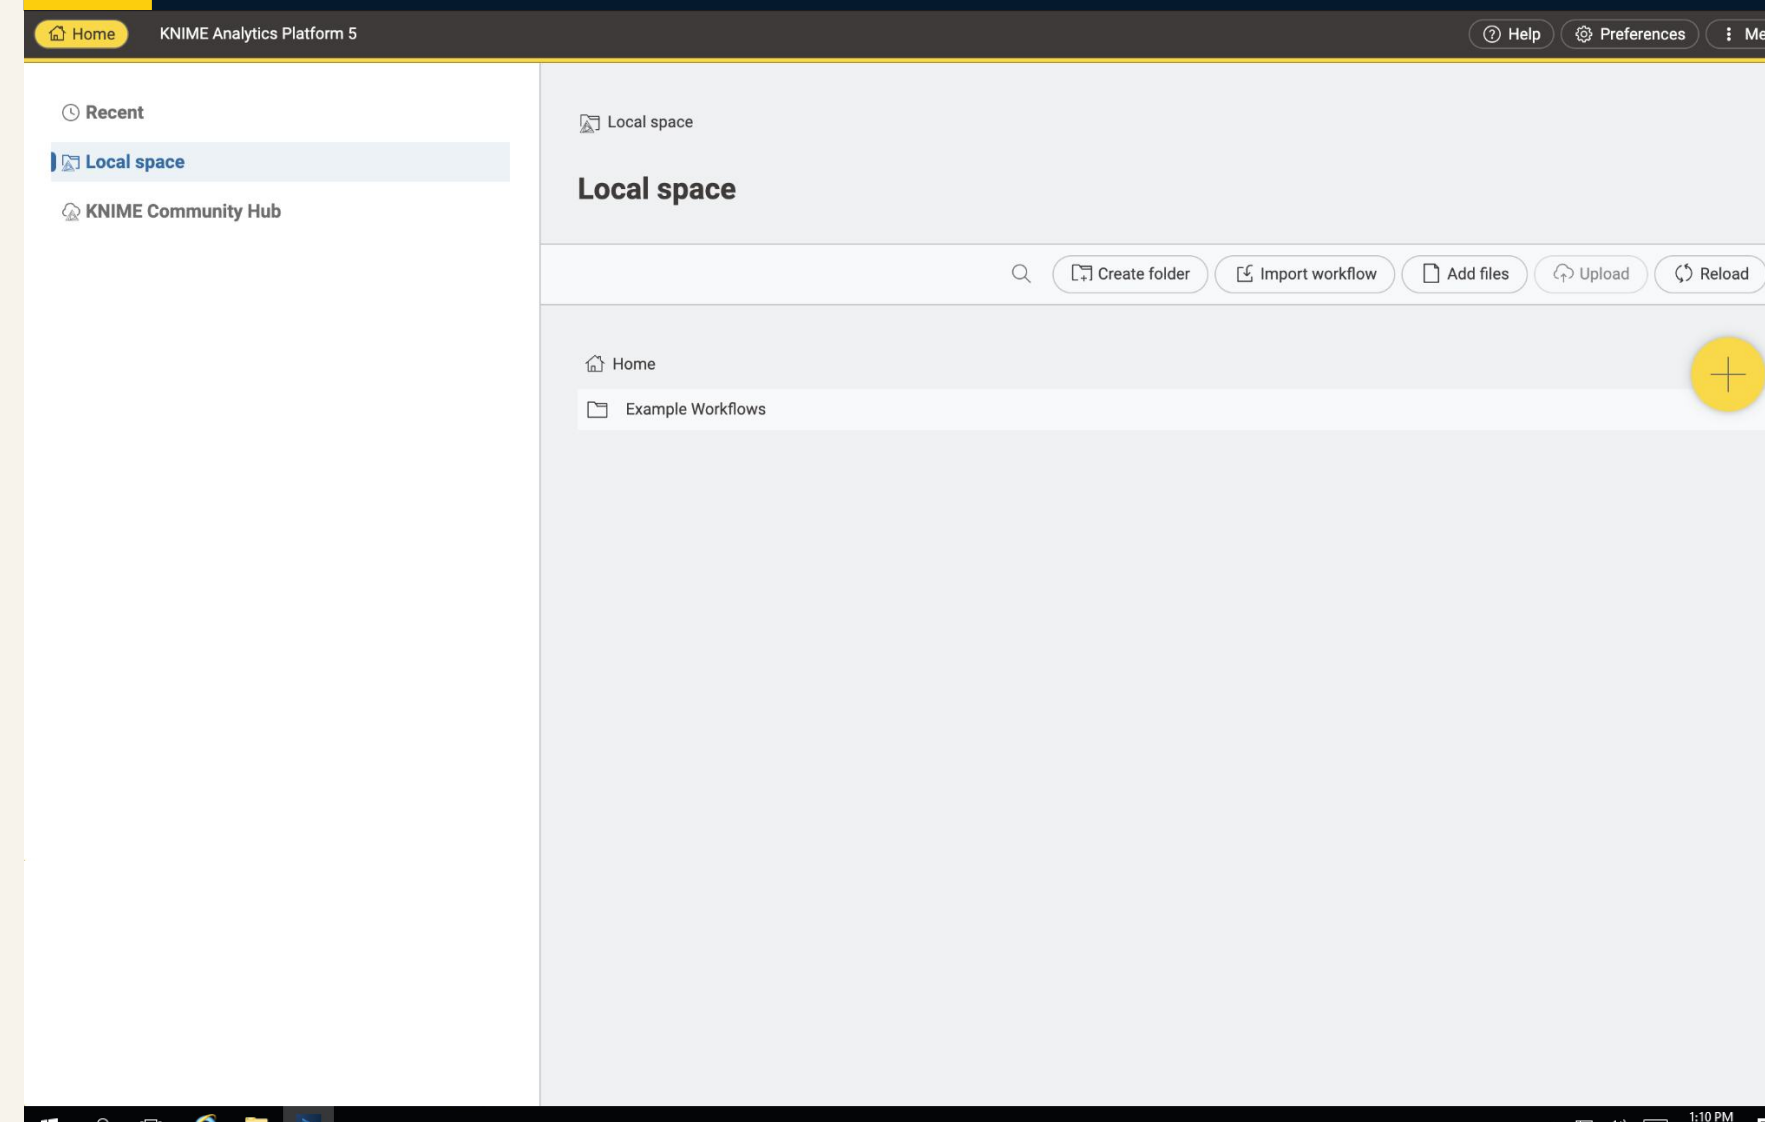 Home KNIME Analytics Platform 5 Help Preferences Me
Recent
Local space
KNIME Community Hub
Local space
Local space
Create folder Import workflow Add files Upload Reload
Home
Example Workflows
1:10 PM